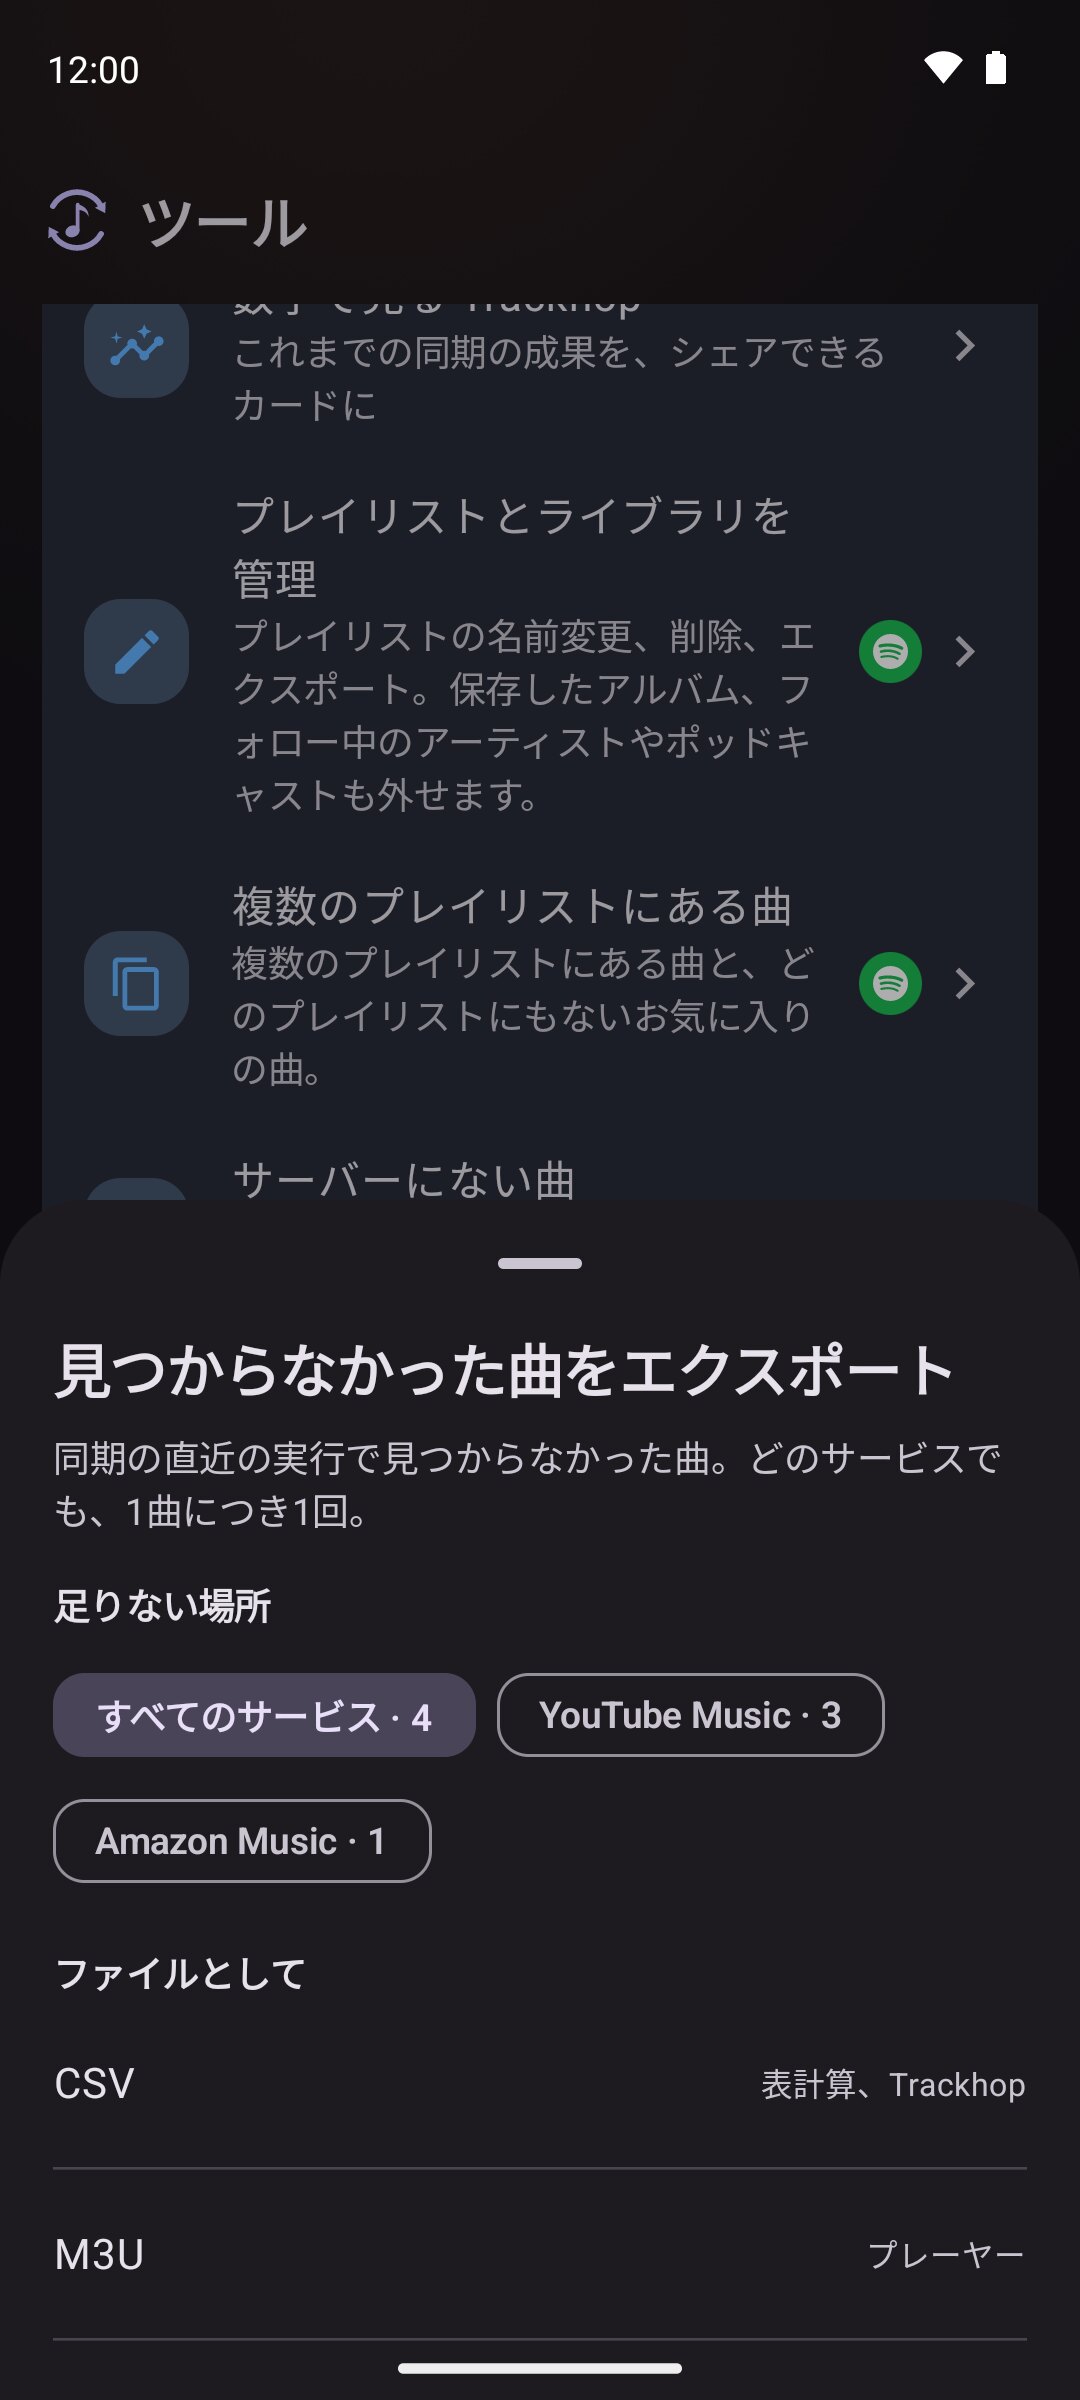 12:00
ツール
数字で見る Trackhop
これまでの同期の成果を、シェアできる
カードに
プレイリストとライブラリを
管理
プレイリストの名前変更、削除、エ
クスポート。保存したアルバム、フ
ォロー中のアーティストやポッドキ
ャストも外せます。
複数のプレイリストにある曲
複数のプレイリストにある曲と、ど
のプレイリストにもないお気に入り
の曲。
サーバーにない曲
見つからなかった曲をエクスポート
同期の直近の実行で見つからなかった曲。どのサービスで
も、1曲につき1回。
足りない場所
すべてのサービス · 4
YouTube Music · 3
Amazon Music · 1
ファイルとして
CSV
表計算、Trackhop
M3U
プレーヤー